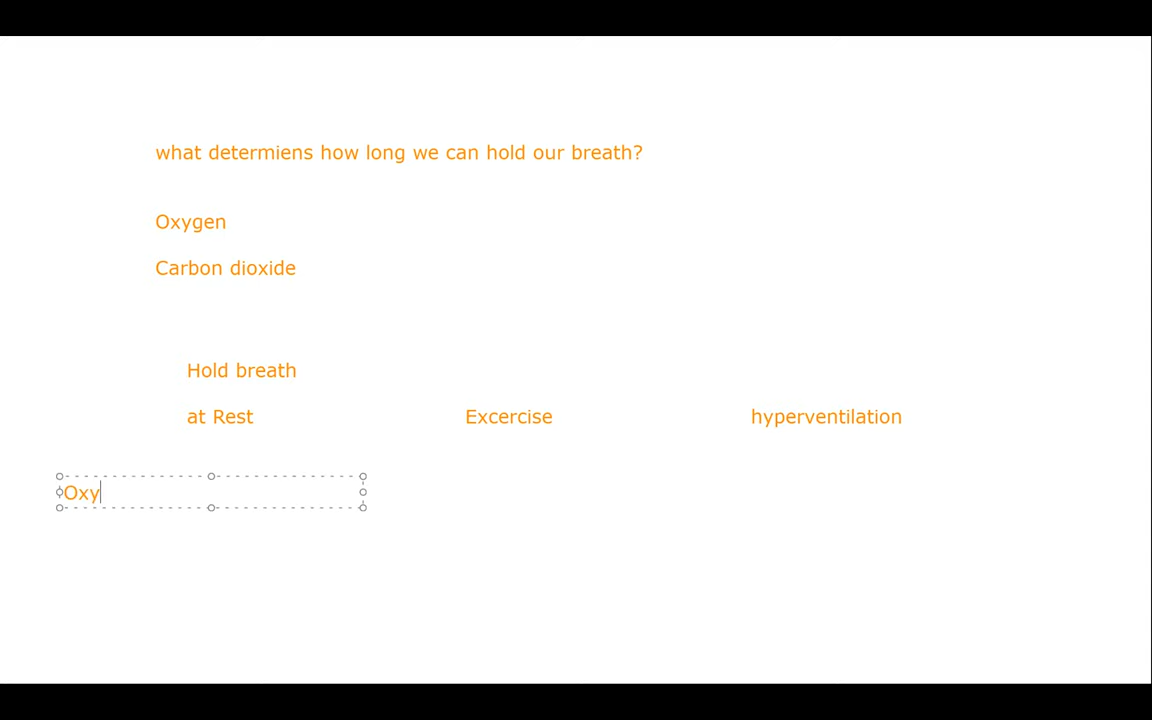 what determiens how long we can hold our breath?
Oxygen
Carbon dioxide
Hold breath
at Rest Excercise hyperventilation
Oxy